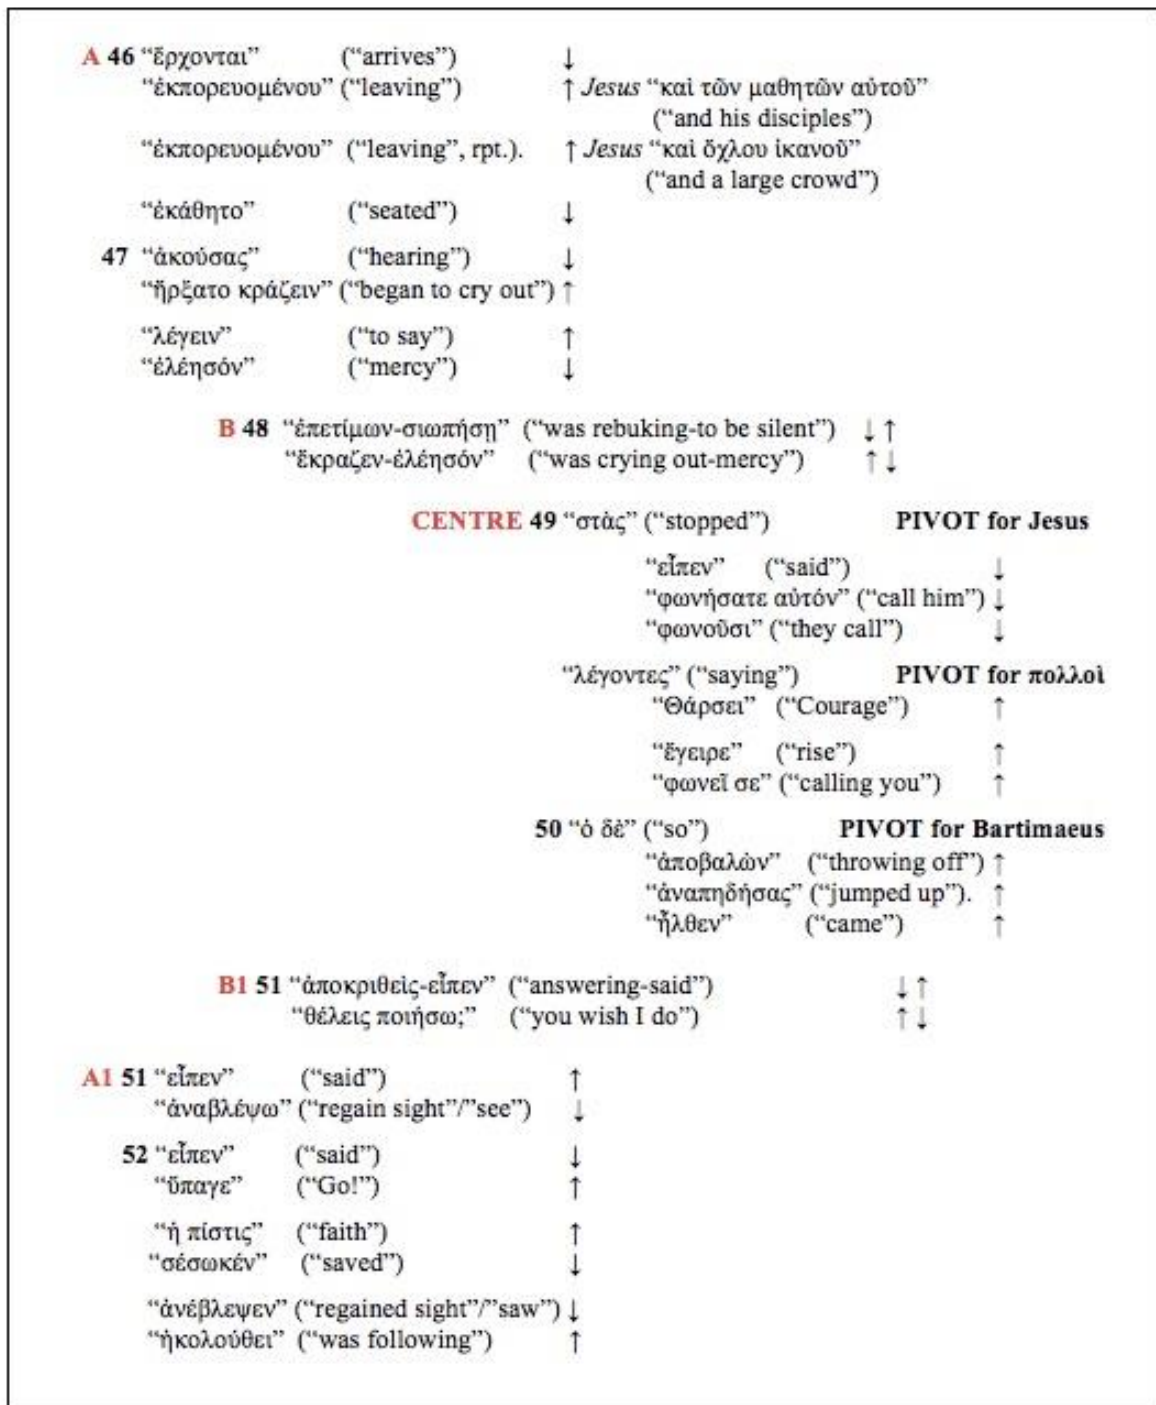 A 46 “ἔρχονται” (“arrives”) ↓
“ἐκπορευομένου” (“leaving”) ↑ Jesus “καὶ τῶν μαθητῶν αὐτοῦ”
(“and his disciples”)
“ἐκπορευομένου” (“leaving”, rpt.). ↑ Jesus “καὶ ὄχλου ἱκανοῦ”
(“and a large crowd”)
“ἐκάθητο” (“seated”) ↓
47 “ἀκούσας” (“hearing”) ↓
“ἤρξατο κράζειν” (“began to cry out”) ↑
“λέγειν” (“to say”) ↑
“ἐλέησόν” (“mercy”) ↓
B 48 “ἐπετίμων-σιωπήσῃ” (“was rebuking-to be silent”) ↓ ↑
“ἔκραζεν-ἐλέησόν” (“was crying out-mercy”) ↑ ↓
CENTRE 49 “στὰς” (“stopped”) PIVOT for Jesus
“εἶπεν” (“said”) ↓
“φωνήσατε αὐτόν” (“call him”) ↓
“φωνοῦσι” (“they call”) ↓
“λέγοντες” (“saying”) PIVOT for πολλοὶ
“Θάρσει” (“Courage”) ↑
“ἔγειρε” (“rise”) ↑
“φωνεῖ σε” (“calling you”) ↑
50 “ὁ δὲ” (“so”) PIVOT for Bartimaeus
“ἀποβαλὼν” (“throwing off”) ↑
“ἀναπηδήσας” (“jumped up”). ↑
“ἦλθεν” (“came”) ↑
B1 51 “ἀποκριθεὶς-εἶπεν” (“answering-said”) ↓ ↑
“θέλεις ποιήσω;” (“you wish I do”) ↑ ↓
A1 51 “εἶπεν” (“said”) ↑
“ἀναβλέψω” (“regain sight”/”see”) ↓
52 “εἶπεν” (“said”) ↓
“ὕπαγε” (“Go!”) ↑
“ἡ πίστις” (“faith”) ↑
“σέσωκέν” (“saved”) ↓
“ἀνέβλεψεν” (“regained sight”/”saw”) ↓
“ἠκολούθει” (“was following”) ↑